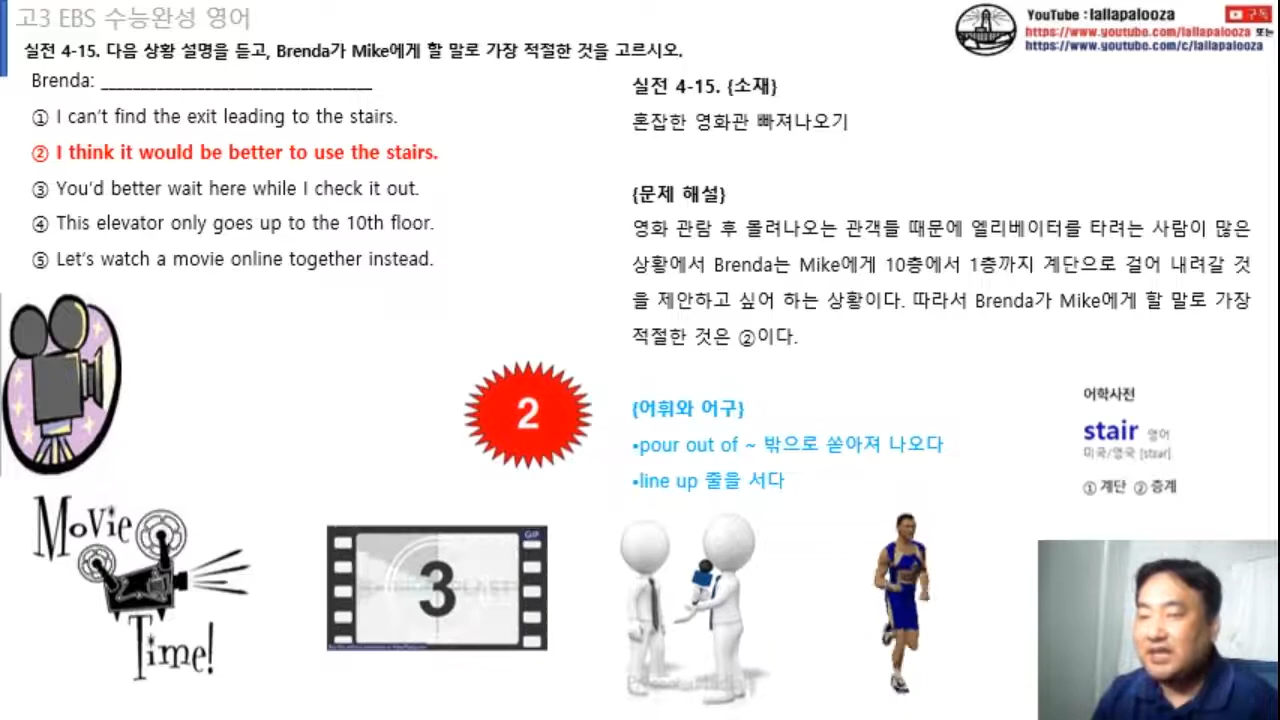 고3 EBS 수능완성 영어
YouTube : lallapalooza
구독
https://www.youtube.com/lallapalooza 또는
https://www.youtube.com/c/lallapalooza
실전 4-15. 다음 상황 설명을 듣고, Brenda가 Mike에게 할 말로 가장 적절한 것을 고르시오.
Brenda: ________________________________
① I can't find the exit leading to the stairs.
② I think it would be better to use the stairs.
③ You'd better wait here while I check it out.
④ This elevator only goes up to the 10th floor.
⑤ Let's watch a movie online together instead.
실전 4-15. {소재}
혼잡한 영화관 빠져나오기
{문제 해설}
영화 관람 후 몰려나오는 관객들 때문에 엘리베이터를 타려는 사람이 많은
상황에서 Brenda는 Mike에게 10층에서 1층까지 계단으로 걸어 내려갈 것
을 제안하고 싶어 하는 상황이다. 따라서 Brenda가 Mike에게 할 말로 가장
적절한 것은 ②이다.
2
{어휘와 어구}
•pour out of ~ 밖으로 쏟아져 나오다
•line up 줄을 서다
어학사전
stair 영어
미국/영국 [steər]
① 계단 ② 층계
Movie
Time!
GIF
3